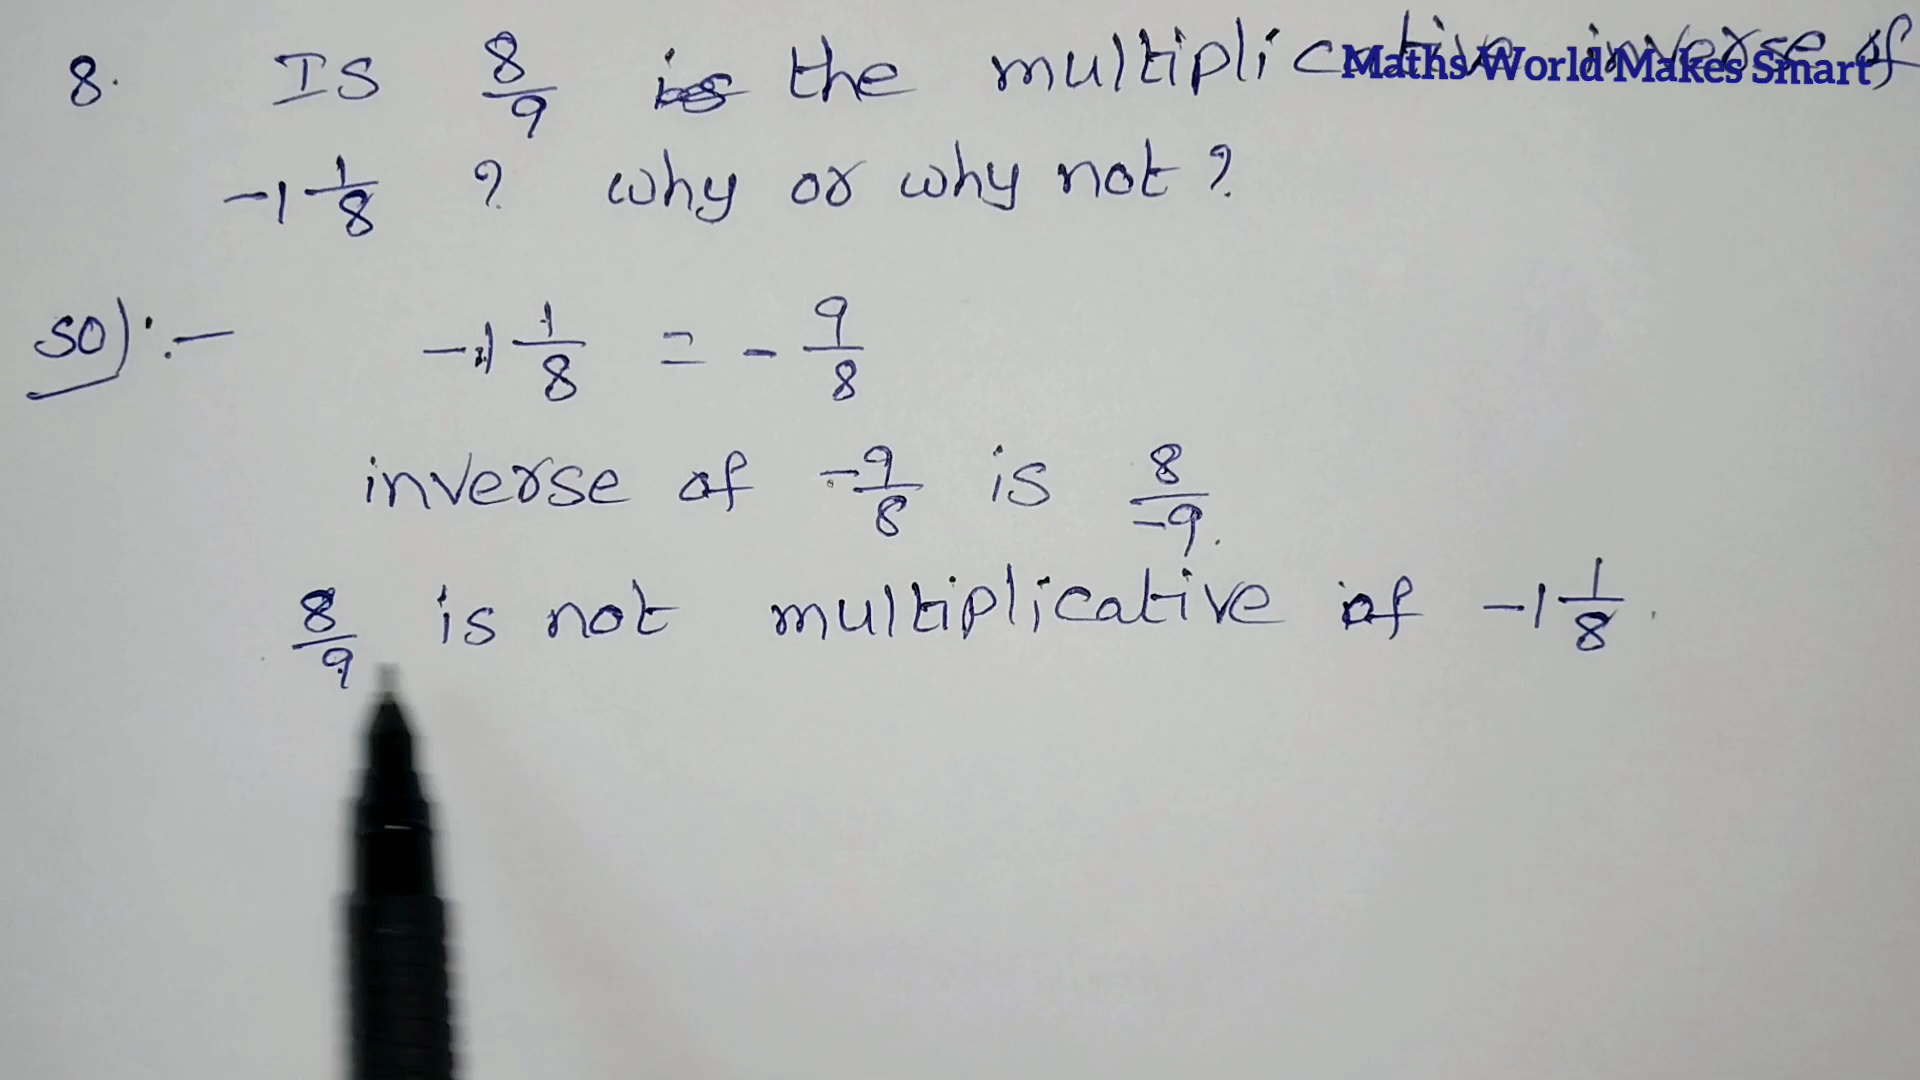 8. Is 8/9 the multiplicative inverse of
Maths World Makes Smart
-1 1/8 ? why or why not ?
Sol:- -1 1/8 = - 9/8
inverse of -9/8 is 8/-9.
8/9 is not multiplicative of -1 1/8.